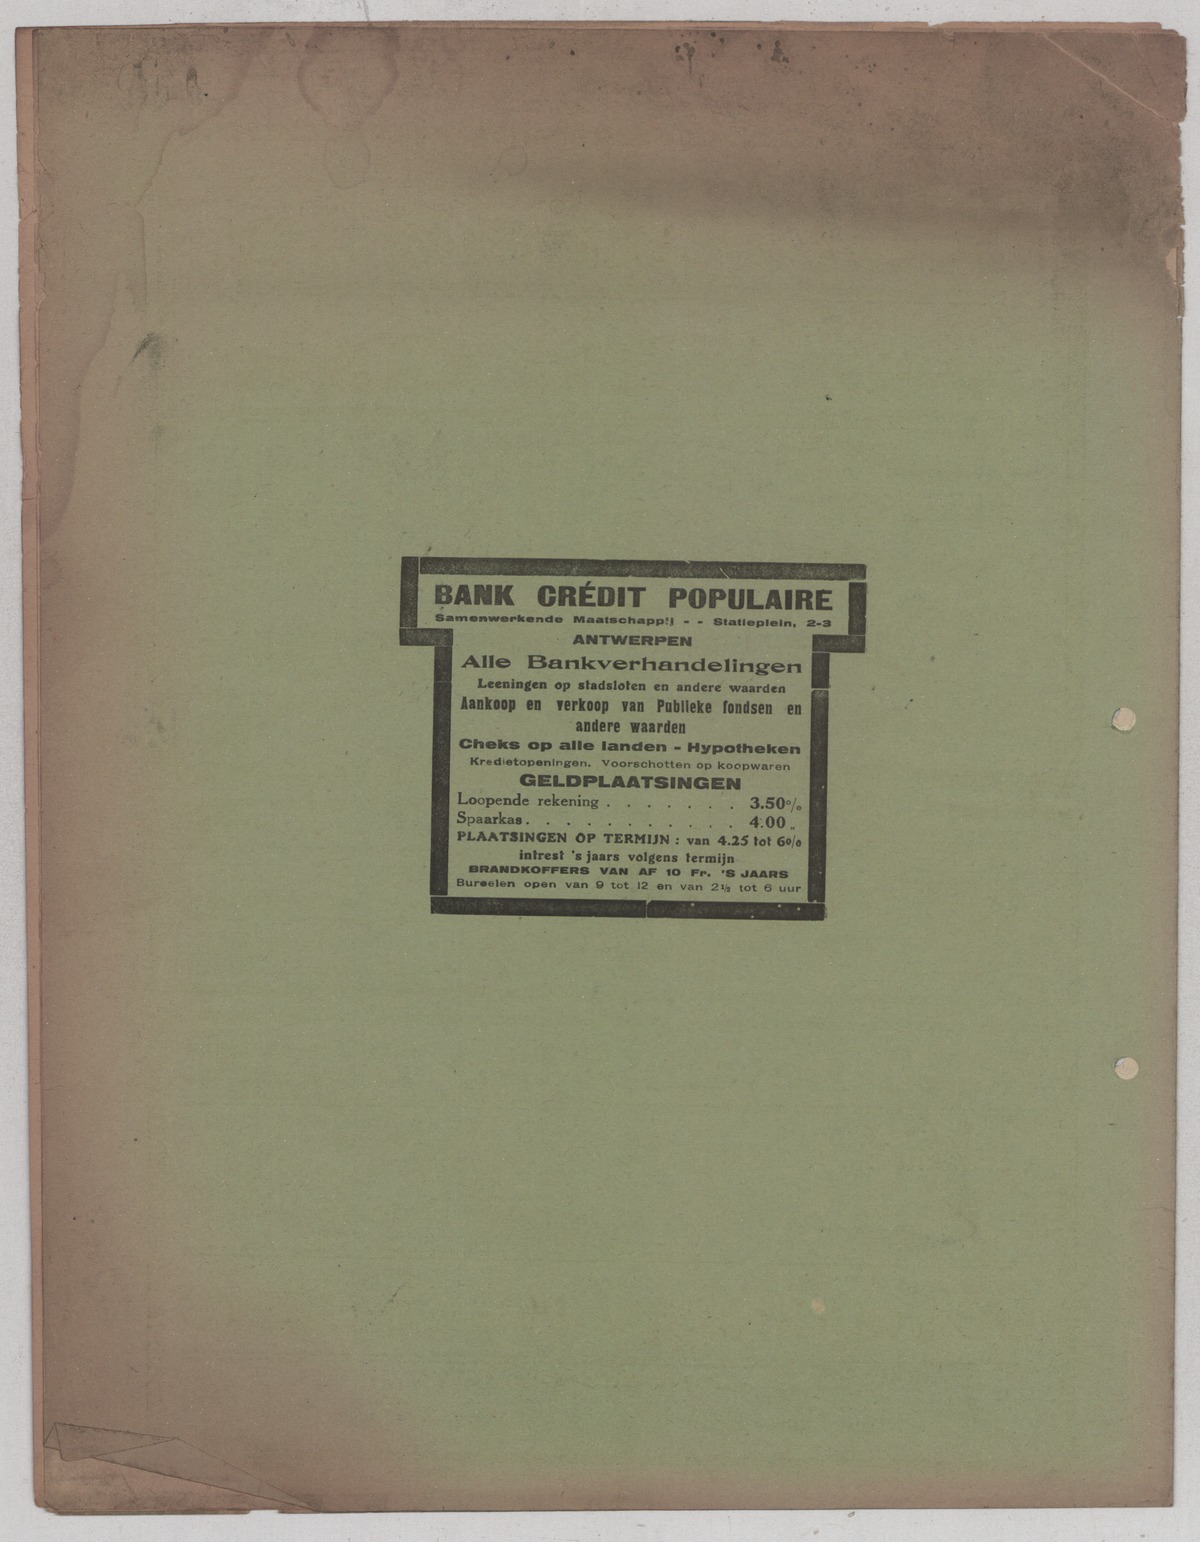 BANK CRÉDIT POPULAIRE
Samenwerkende Maatschappij - - Statieplein, 2-3
ANTWERPEN
Alle Bankverhandelingen
Leeningen op stadsloten en andere waarden
Aankoop en verkoop van Publieke fondsen en
andere waarden
Cheks op alle landen - Hypotheken
Kredietopeningen. Voorschotten op koopwaren
GELDPLAATSINGEN
Loopende rekening . . . . . . . 3.50%
Spaarkas . . . . . . . . . . . 4.00 „
PLAATSINGEN OP TERMIJN : van 4.25 tot 6%
intrest 's jaars volgens termijn
BRANDKOFFERS VAN AF 10 Fr. 'S JAARS
Bureelen open van 9 tot 12 en van 2½ tot 6 uur